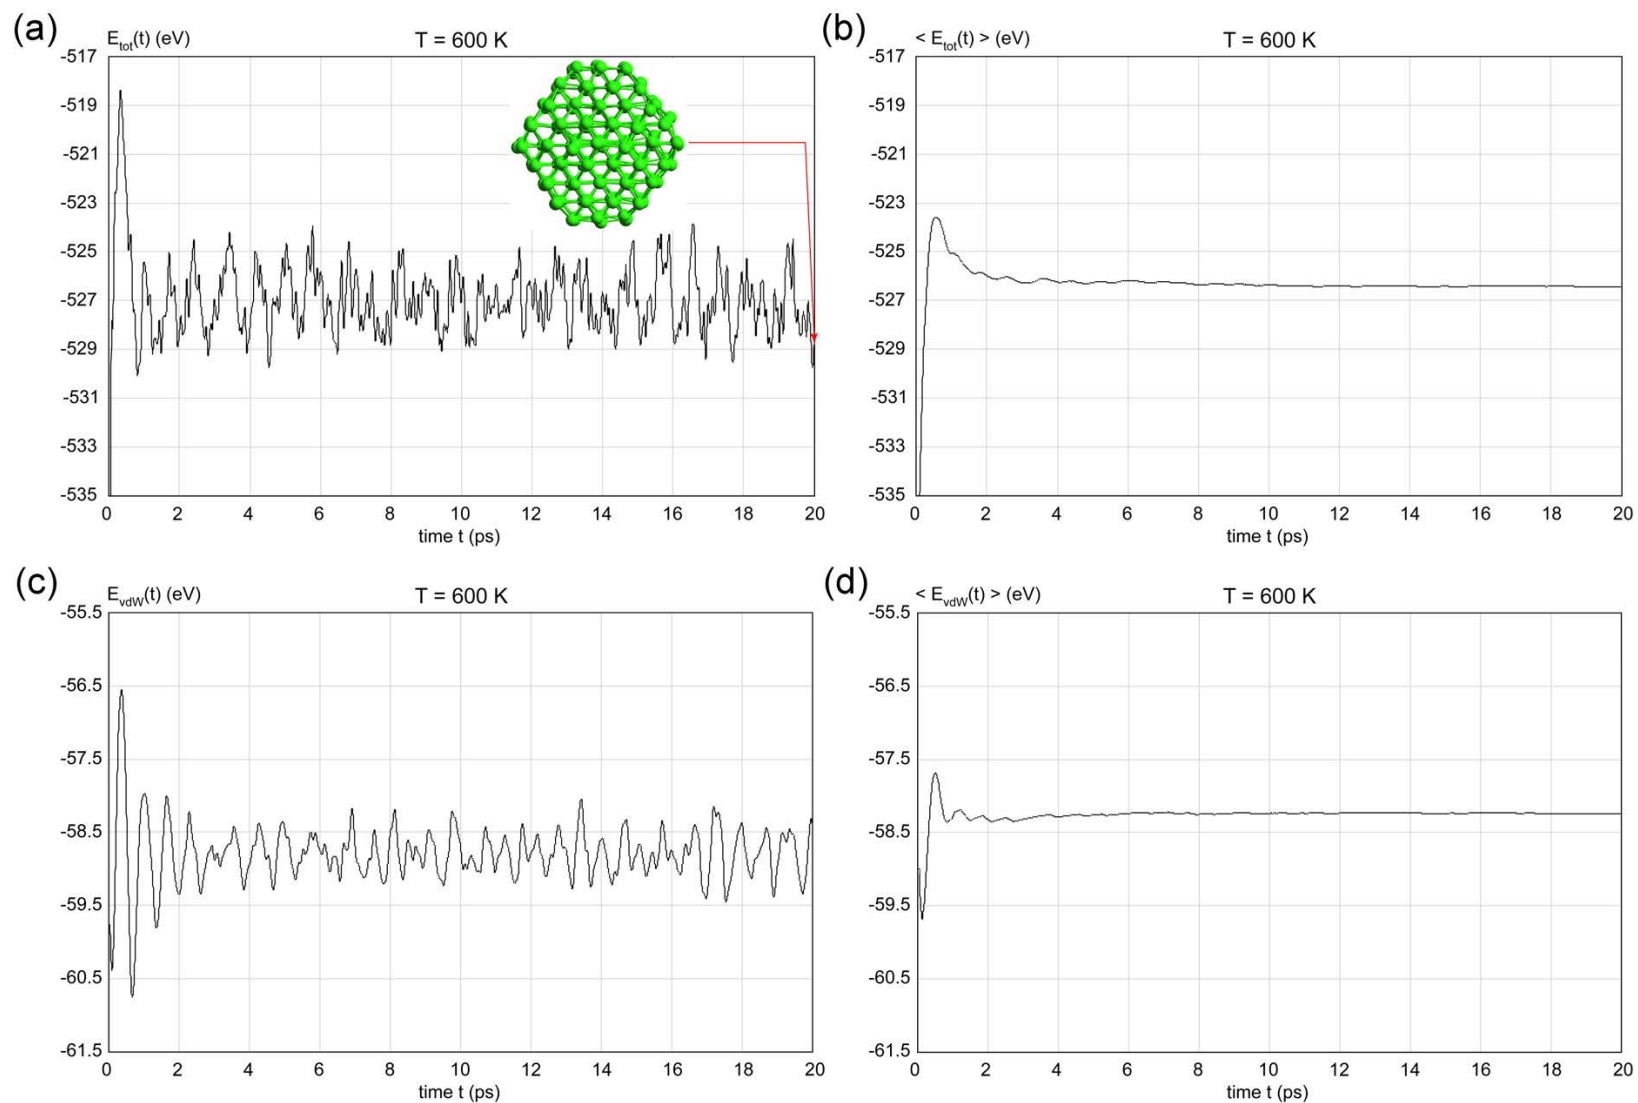 (a)
E_tot(t) (eV)
T = 600 K
-517
-519
-521
-523
-525
-527
-529
-531
-533
-535
0 2 4 6 8 10 12 14 16 18 20
time t (ps)
(b)
< E_tot(t) > (eV)
T = 600 K
-517
-519
-521
-523
-525
-527
-529
-531
-533
-535
0 2 4 6 8 10 12 14 16 18 20
time t (ps)
(c)
E_vdW(t) (eV)
T = 600 K
-55.5
-56.5
-57.5
-58.5
-59.5
-60.5
-61.5
0 2 4 6 8 10 12 14 16 18 20
time t (ps)
(d)
< E_vdW(t) > (eV)
T = 600 K
-55.5
-56.5
-57.5
-58.5
-59.5
-60.5
-61.5
0 2 4 6 8 10 12 14 16 18 20
time t (ps)